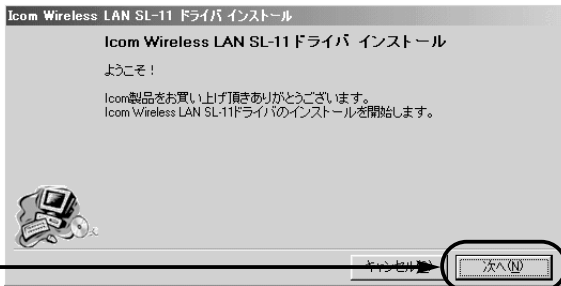 Icom Wireless LAN SL-11 ドライバ インストール
Icom Wireless LAN SL-11ドライバ インストール
ようこそ！
Icom製品をお買い上げ頂きありがとうございます。
Icom Wireless LAN SL-11ドライバのインストールを開始します。
キャンセル
次へ(N)